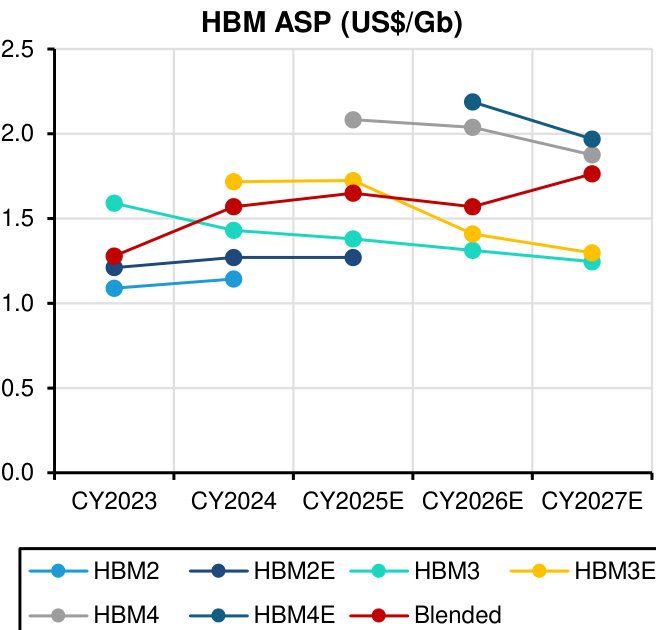 HBM ASP (US$/Gb)
2.5
2.0
1.5
1.0
0.5
0.0
CY2023 CY2024 CY2025E CY2026E CY2027E
HBM2 HBM2E HBM3 HBM3E
HBM4 HBM4E Blended